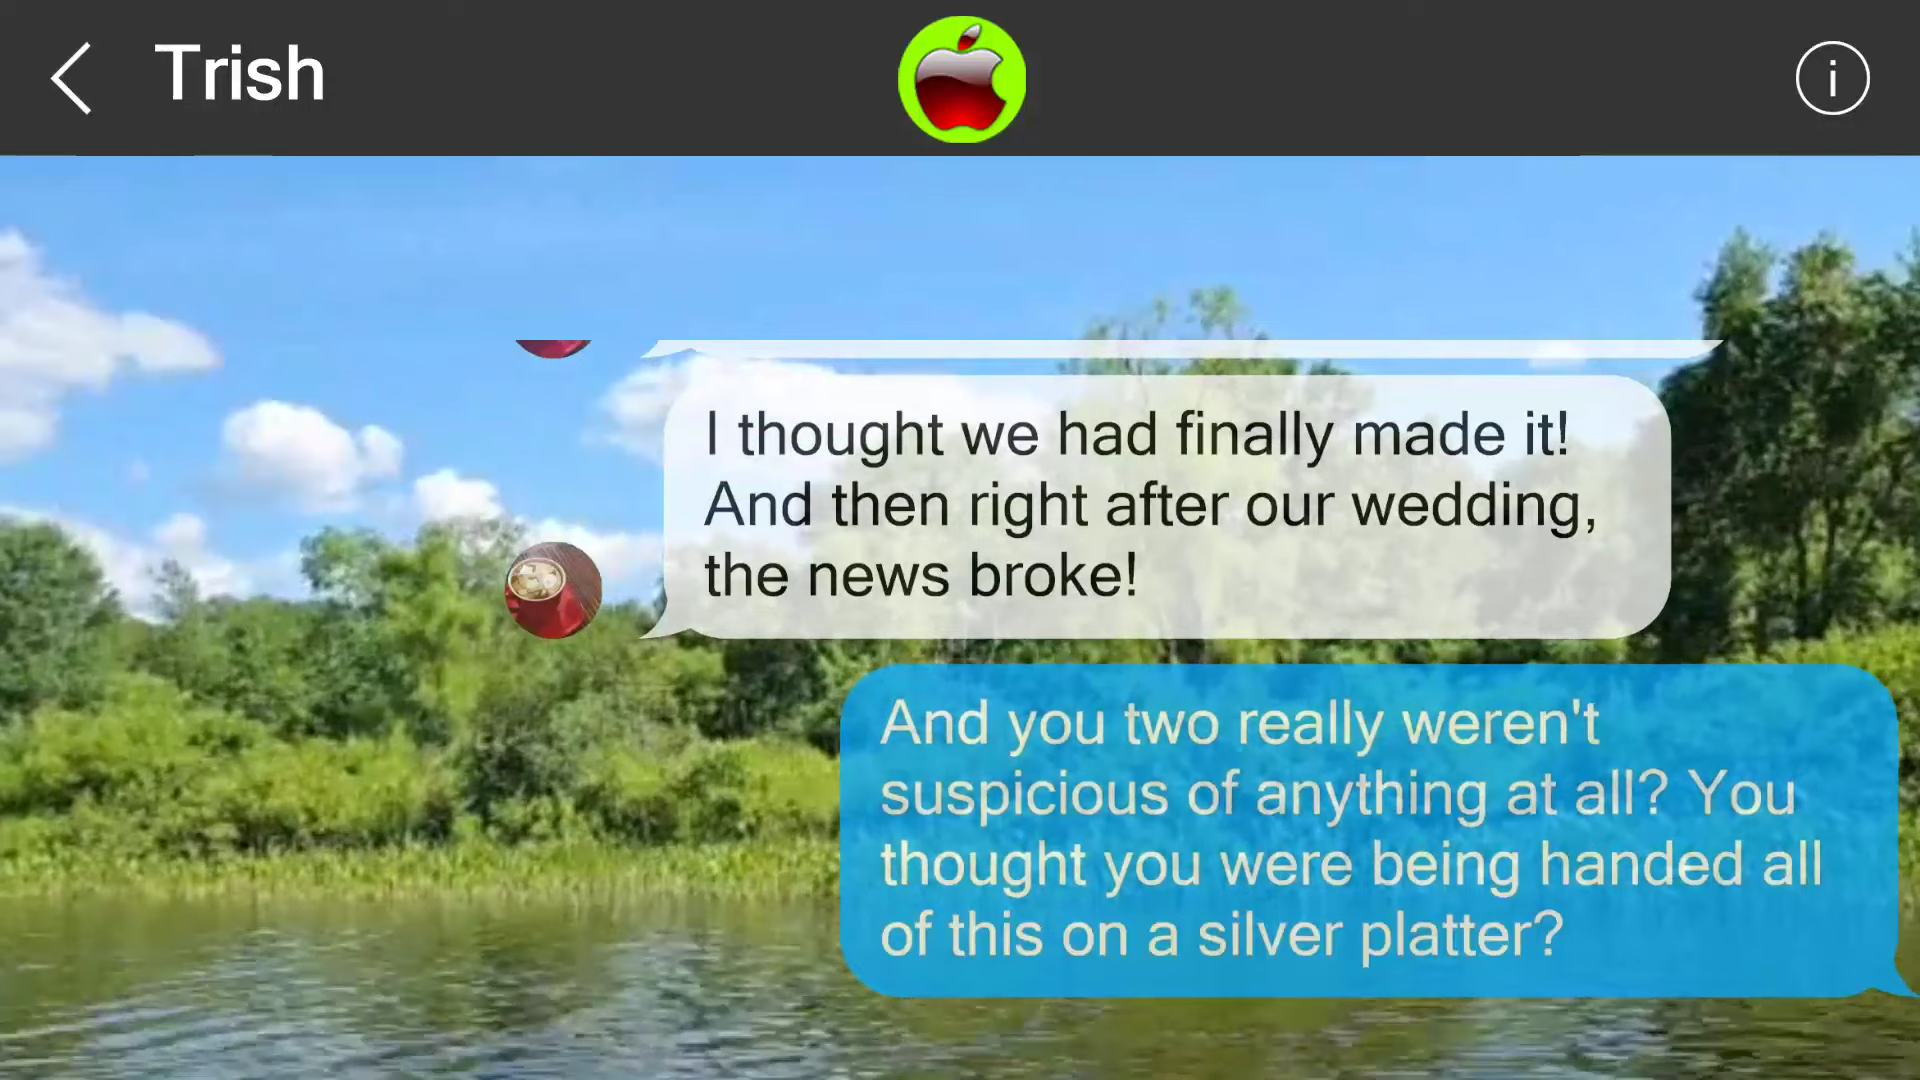 Trish
i
I thought we had finally made it!
And then right after our wedding,
the news broke!
And you two really weren't
suspicious of anything at all? You
thought you were being handed all
of this on a silver platter?